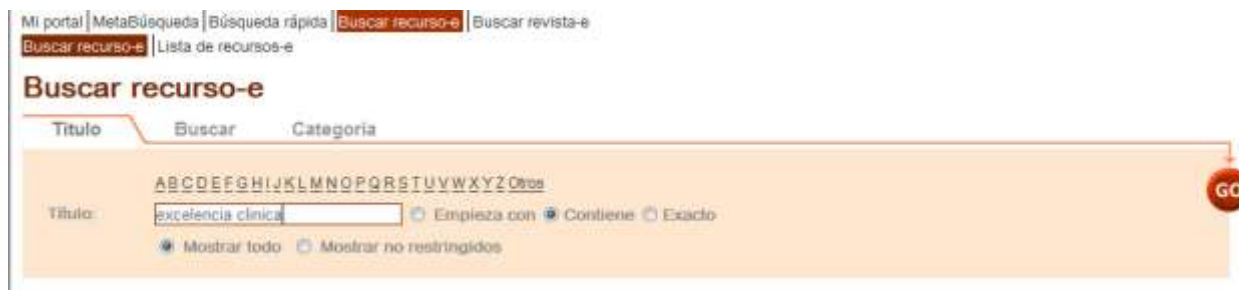 Mi portal | MetaBúsqueda | Búsqueda rápida | Buscar recurso-e | Buscar revista-e
Buscar recurso-e | Lista de recursos-e
Buscar recurso-e
Título Buscar Categoría
A B C D E F G H I J K L M N O P Q R S T U V W X Y Z Otros
Título: excelencia clinica Empieza con Contiene Exacto
GO
Mostrar todo Mostrar no restringidos